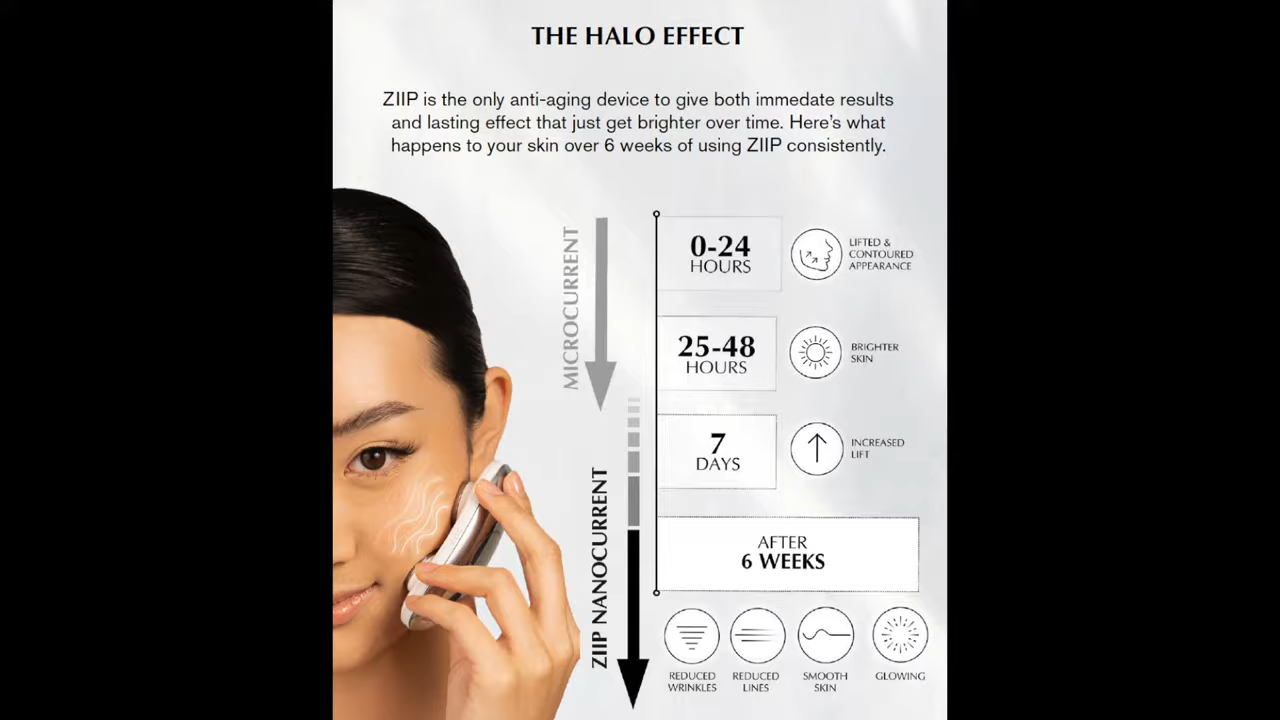 THE HALO EFFECT
ZIIP is the only anti-aging device to give both immedate results
and lasting effect that just get brighter over time. Here's what
happens to your skin over 6 weeks of using ZIIP consistently.
MICROCURRENT
0-24
HOURS
LIFTED &
CONTOURED
APPEARANCE
25-48
HOURS
BRIGHTER
SKIN
7
DAYS
INCREASED
LIFT
ZIIP NANOCURRENT
AFTER
6 WEEKS
REDUCED
WRINKLES
REDUCED
LINES
SMOOTH
SKIN
GLOWING